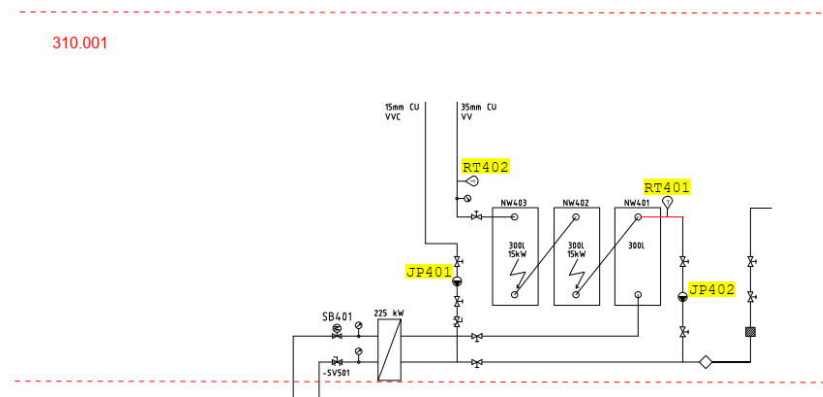 310.001
15mm CU
VVC
35mm CU
VV
RT402
RT401
NW403
NW402
NW401
300l
15kW
300l
15kW
300l
JP401
JP402
SB401
225 kW
-SV501